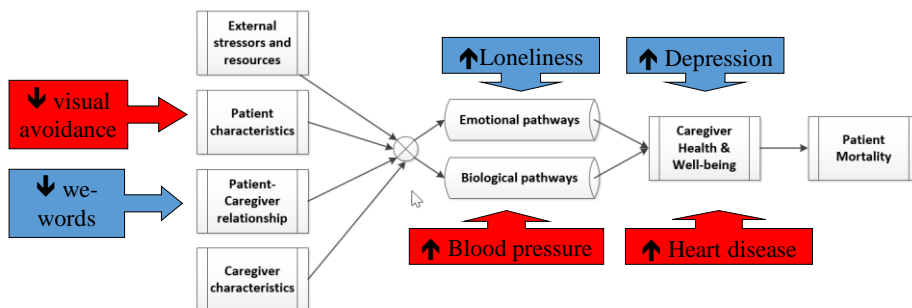 External
stressors and
resources
🡹Loneliness
🡹 Depression
🡻 visual
avoidance
Patient
characteristics
Emotional pathways
Caregiver
Health &
Well-being
Patient
Mortality
Biological pathways
🡻 we-
words
Patient-
Caregiver
relationship
🡹 Blood pressure
🡹 Heart disease
Caregiver
characteristics